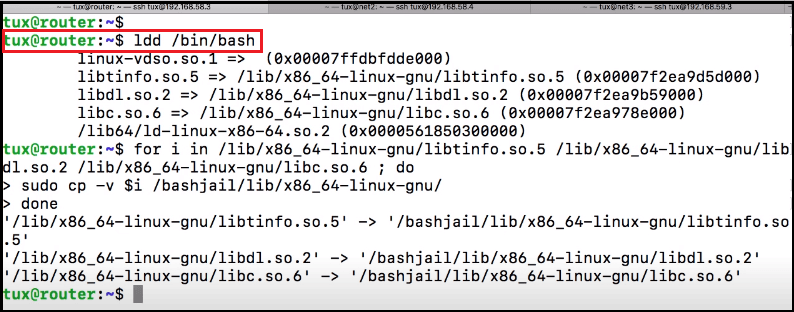 ~ — tux@router: ~ — ssh tux@192.168.58.3
~ — tux@net2: ~ — ssh tux@192.168.58.4
~ — tux@net3: ~ — ssh tux@192.168.59.3
tux@router:~$
tux@router:~$ ldd /bin/bash
linux-vdso.so.1 =>  (0x00007ffdbfdde000)
libtinfo.so.5 => /lib/x86_64-linux-gnu/libtinfo.so.5 (0x00007f2ea9d5d000)
libdl.so.2 => /lib/x86_64-linux-gnu/libdl.so.2 (0x00007f2ea9b59000)
libc.so.6 => /lib/x86_64-linux-gnu/libc.so.6 (0x00007f2ea978e000)
/lib64/ld-linux-x86-64.so.2 (0x0000561850300000)
tux@router:~$ for i in /lib/x86_64-linux-gnu/libtinfo.so.5 /lib/x86_64-linux-gnu/lib
dl.so.2 /lib/x86_64-linux-gnu/libc.so.6 ; do
> sudo cp -v $i /bashjail/lib/x86_64-linux-gnu/
> done
'/lib/x86_64-linux-gnu/libtinfo.so.5' -> '/bashjail/lib/x86_64-linux-gnu/libtinfo.so
.5'
'/lib/x86_64-linux-gnu/libdl.so.2' -> '/bashjail/lib/x86_64-linux-gnu/libdl.so.2'
'/lib/x86_64-linux-gnu/libc.so.6' -> '/bashjail/lib/x86_64-linux-gnu/libc.so.6'
tux@router:~$